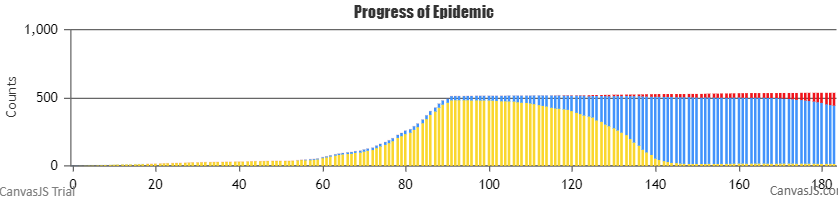 Progress of Epidemic
1,000
Counts
500
0
0 20 40 60 80 100 120 140 160 180
CanvasJS Trial
CanvasJS.com